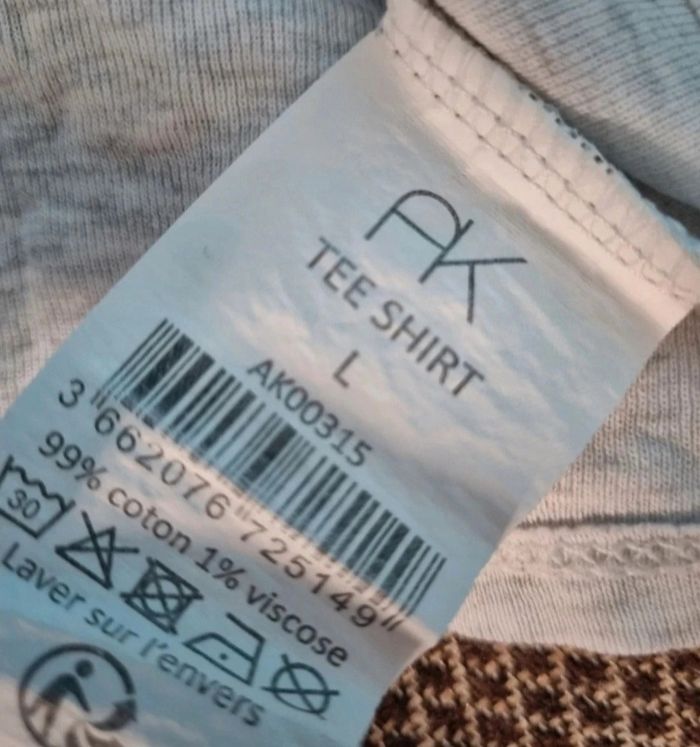 AK
TEE SHIRT
L
AK00315
3 662076 725149
99% coton 1% viscose
30
Laver sur l'envers